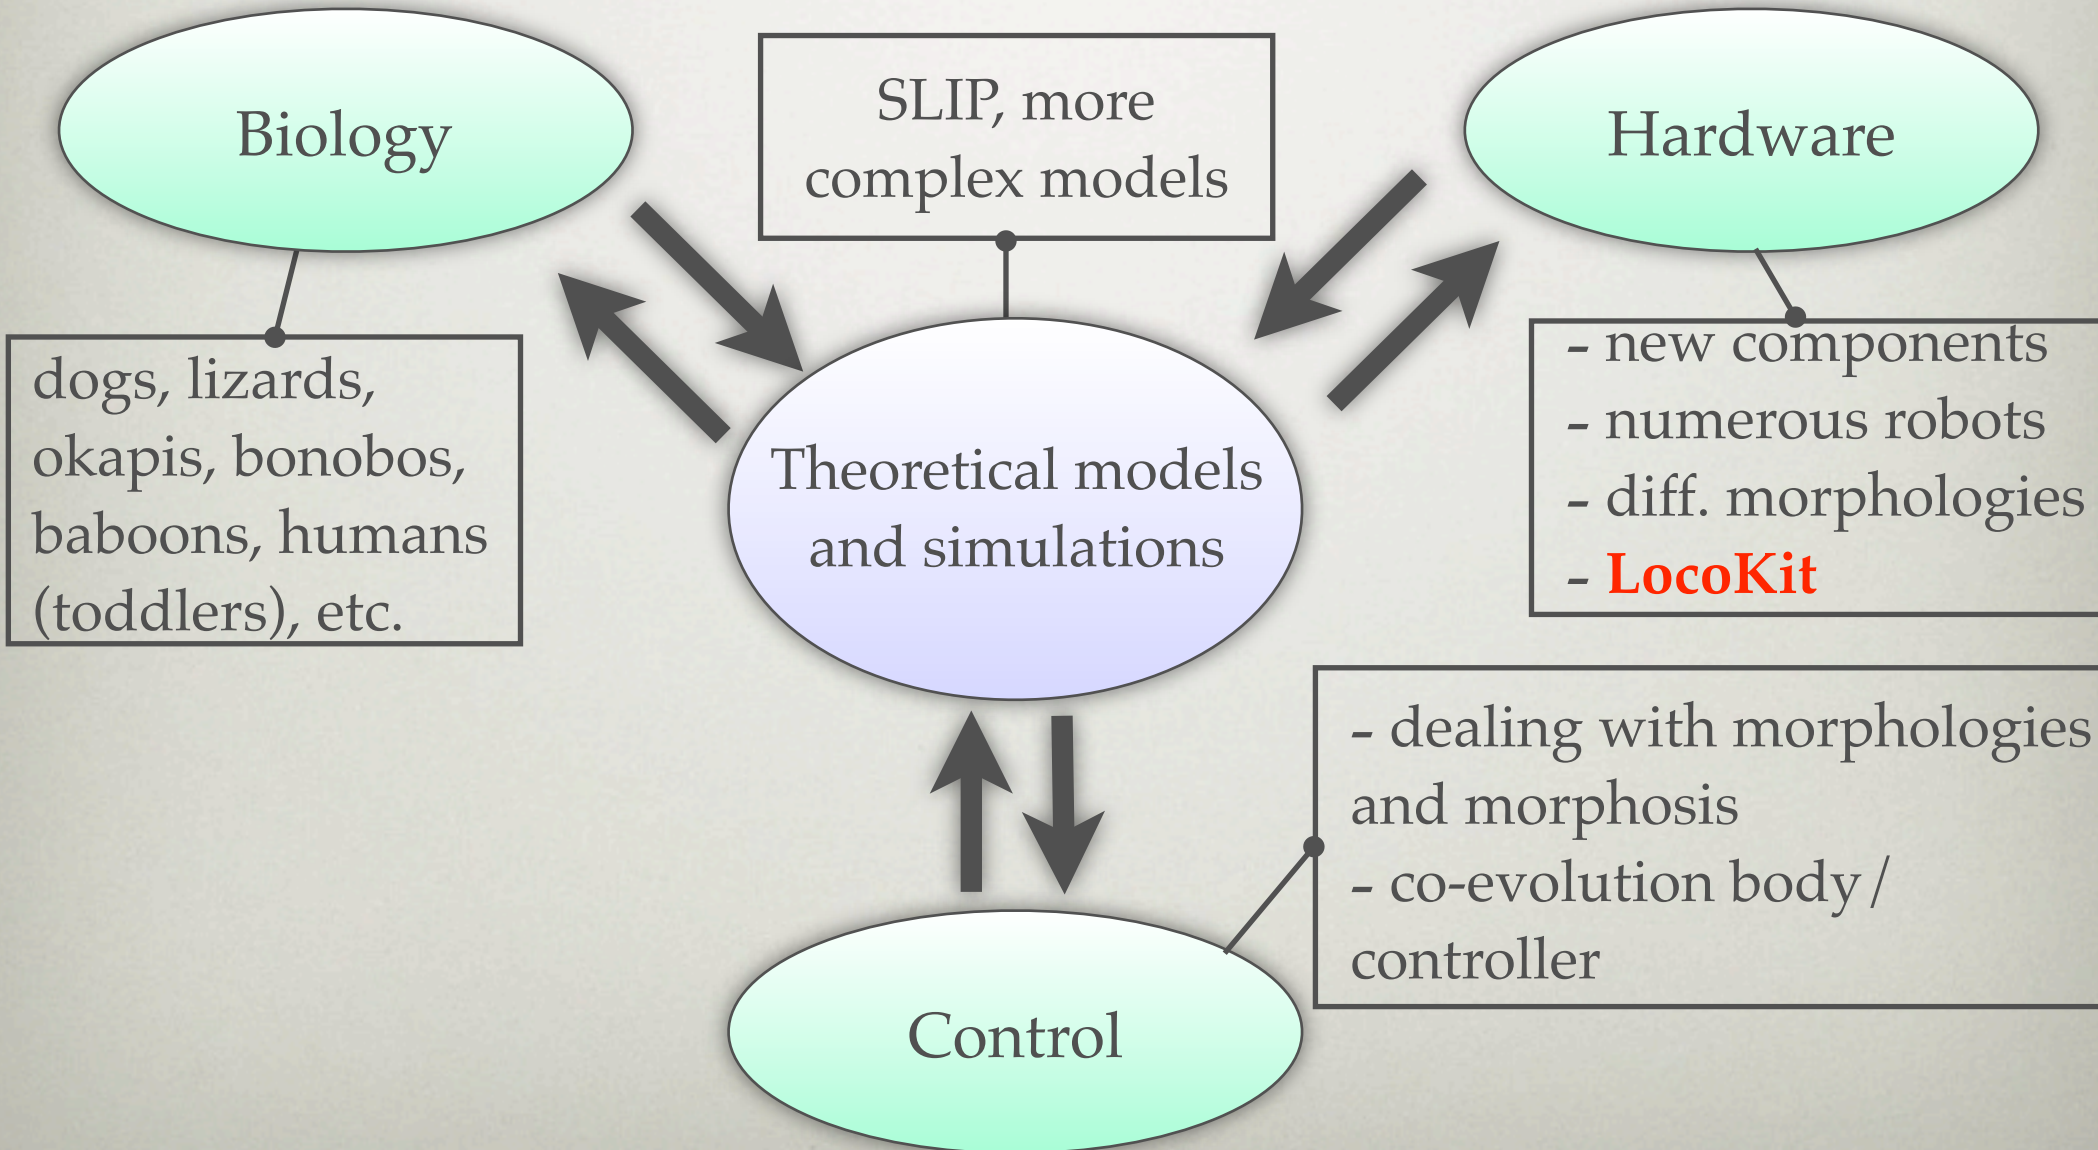 Biology
SLIP, more
complex models
Hardware
dogs, lizards,
okapis, bonobos,
baboons, humans
(toddlers), etc.
Theoretical models
and simulations
- new components
- numerous robots
- diff. morphologies
- LocoKit
- dealing with morphologies
and morphosis
- co-evolution body/
controller
Control